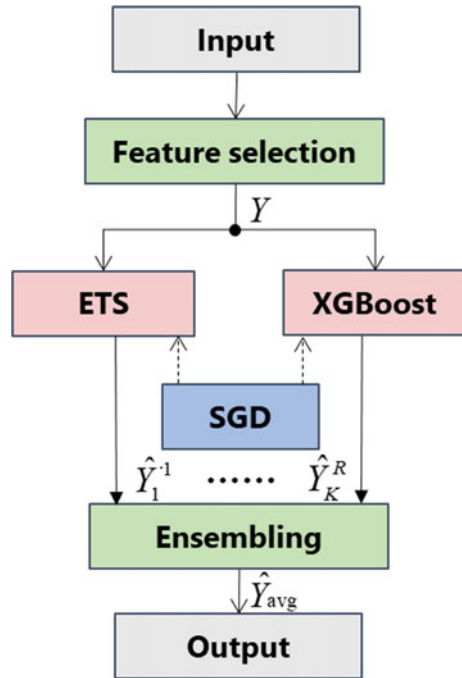 Input
Feature selection
Y
ETS
XGBoost
SGD
Ŷ₁^{·1} ······ Ŷ_K^R
Ensembling
Ŷ_avg
Output